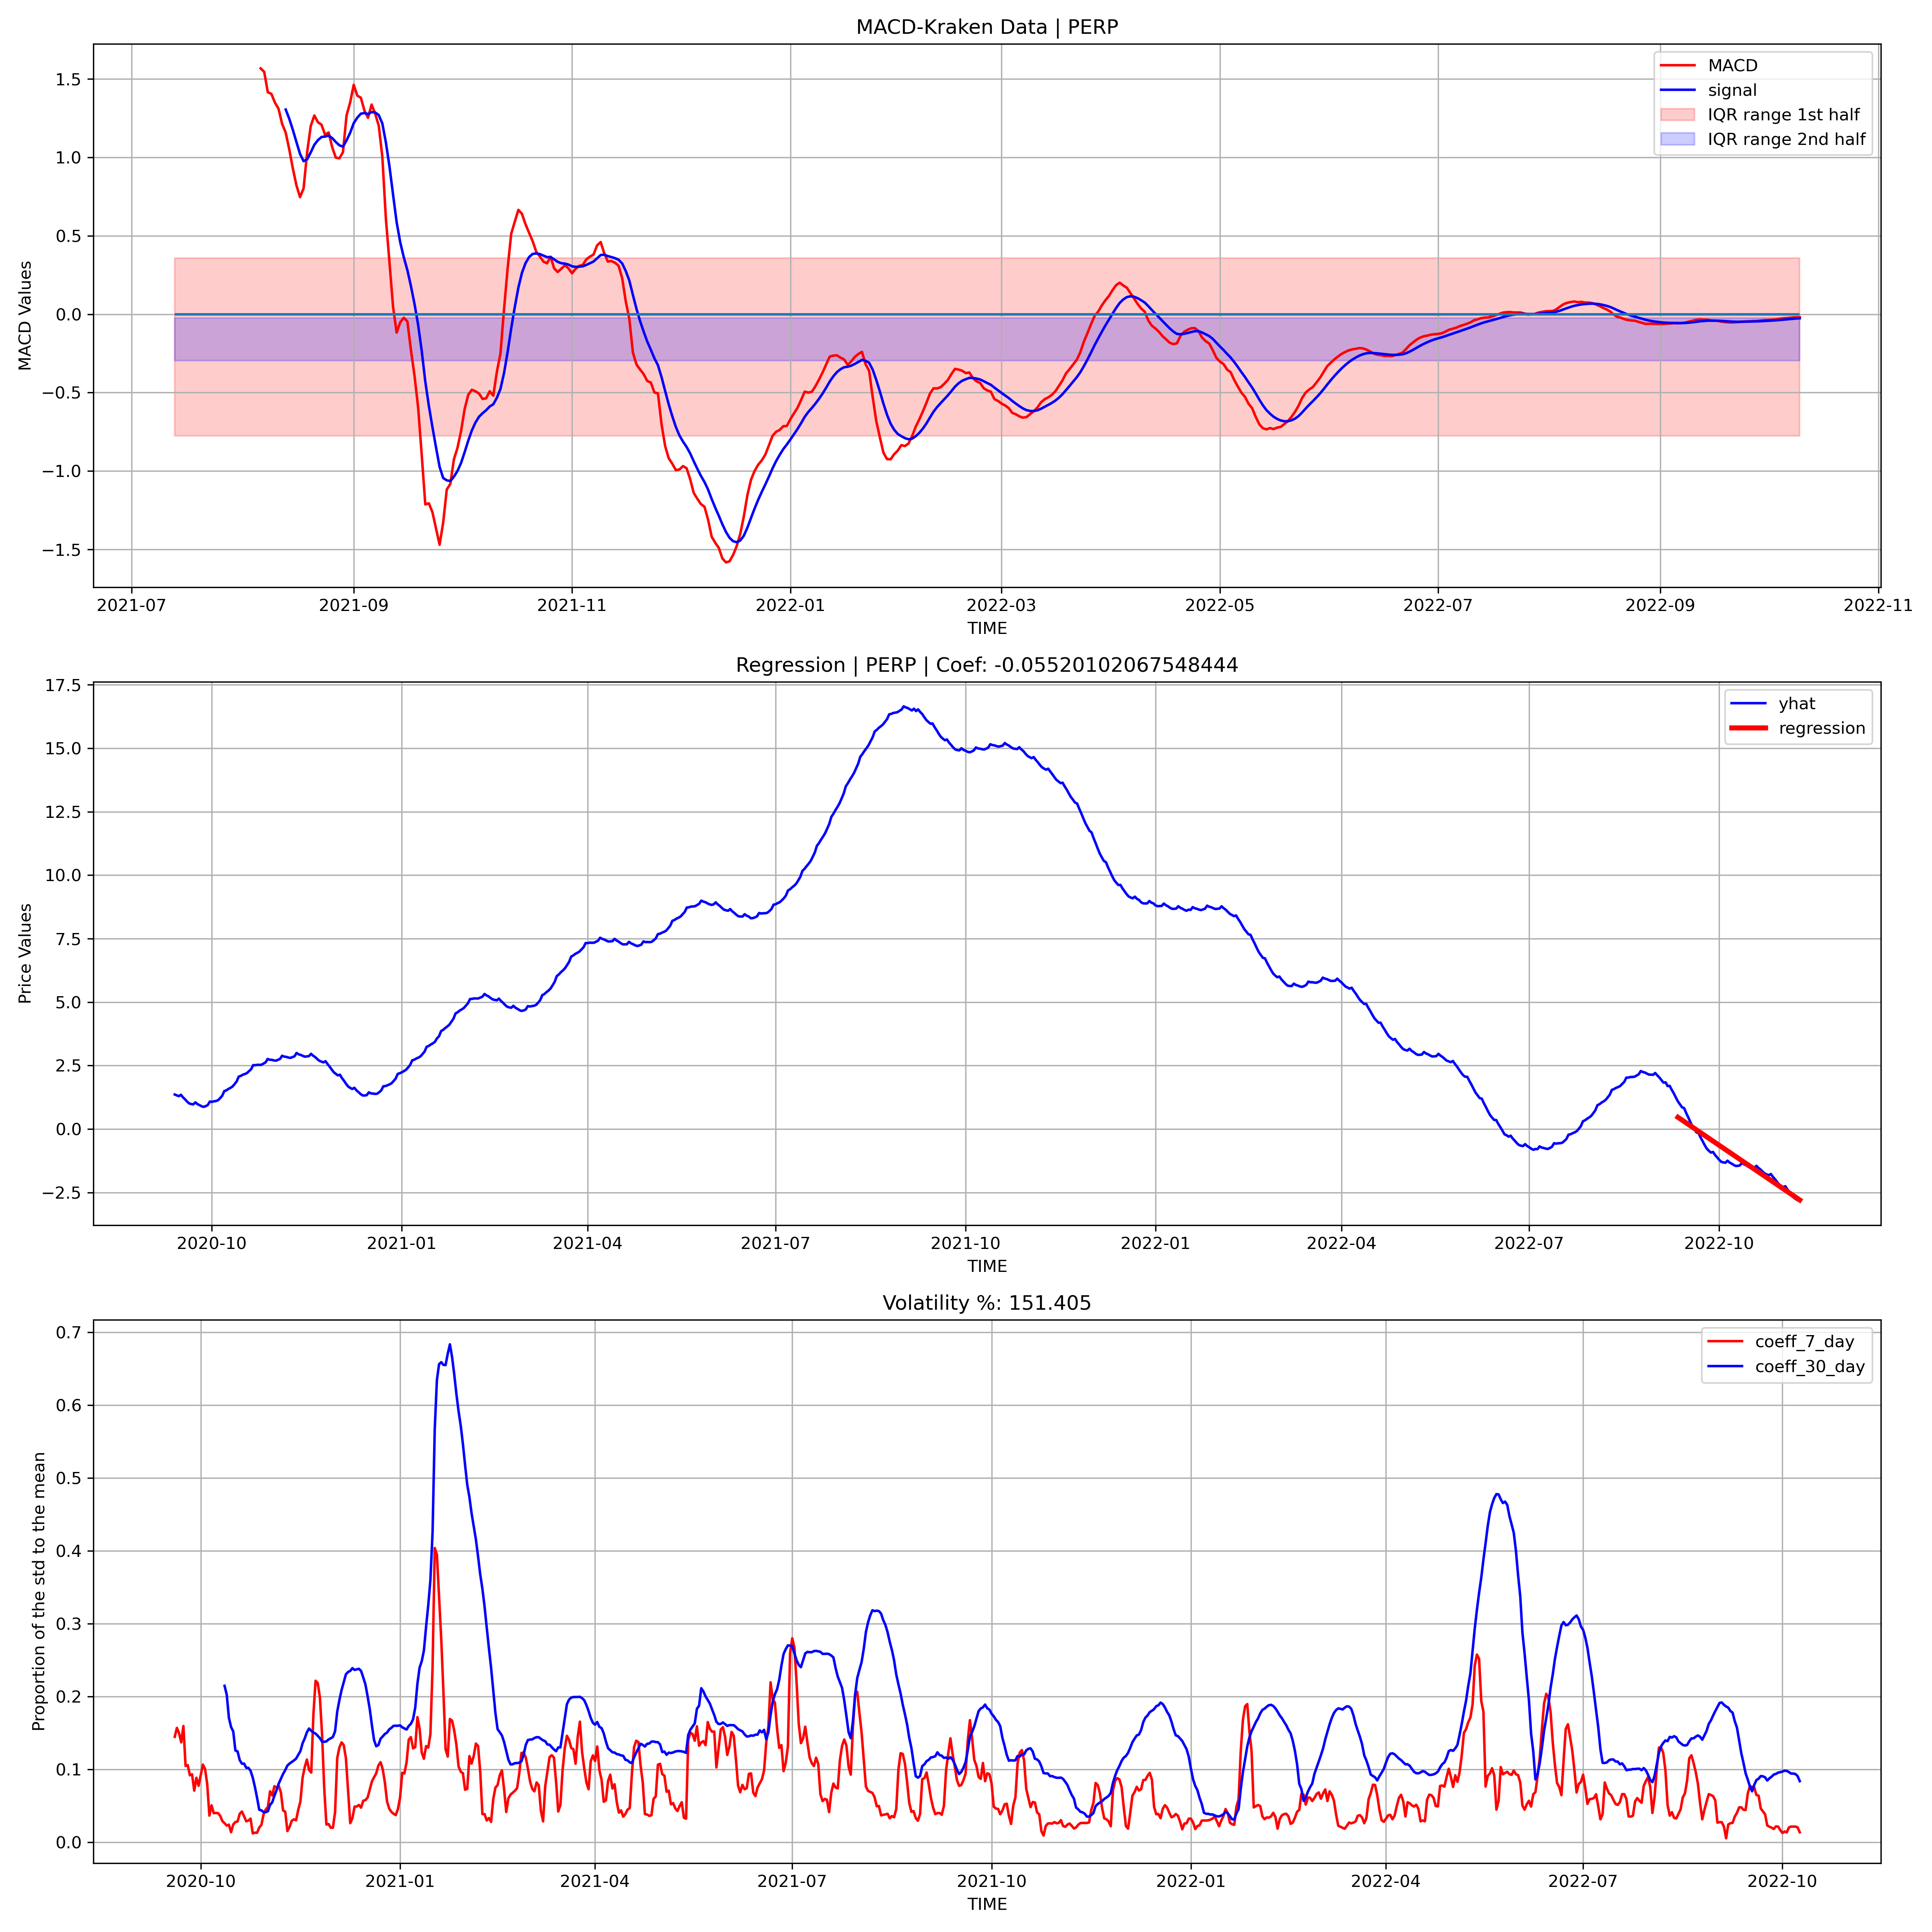 MACD-Kraken Data | PERP
MACD
signal
IQR range 1st half
IQR range 2nd half
MACD Values
1.5
1.0
0.5
0.0
−0.5
−1.0
−1.5
2021-07 2021-09 2021-11 2022-01 2022-03 2022-05 2022-07 2022-09 2022-11
TIME
Regression | PERP | Coef: -0.05520102067548444
yhat
regression
Price Values
17.5
15.0
12.5
10.0
7.5
5.0
2.5
0.0
−2.5
2020-10 2021-01 2021-04 2021-07 2021-10 2022-01 2022-04 2022-07 2022-10
TIME
Volatility %: 151.405
coeff_7_day
coeff_30_day
Proportion of the std to the mean
0.7
0.6
0.5
0.4
0.3
0.2
0.1
0.0
2020-10 2021-01 2021-04 2021-07 2021-10 2022-01 2022-04 2022-07 2022-10
TIME